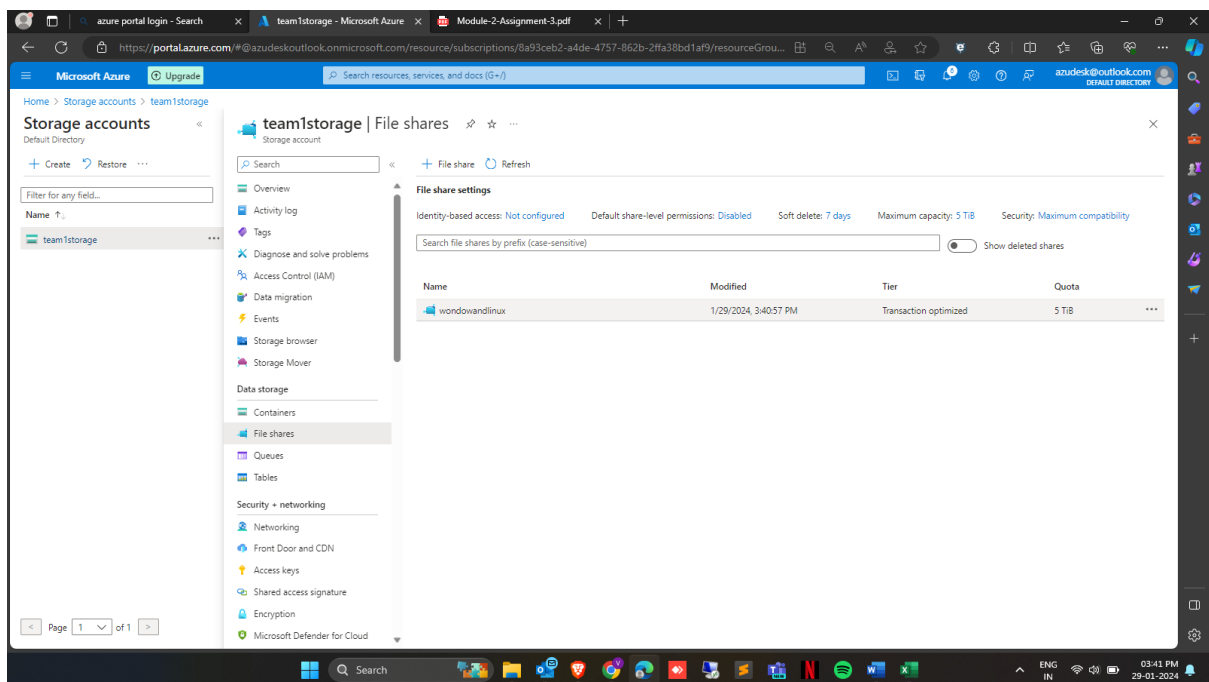 azure portal login - Search
team1storage - Microsoft Azure
Module-2-Assignment-3.pdf
https://portal.azure.com/#@azudeskoutlook.onmicrosoft.com/resource/subscriptions/8a93ceb2-a4de-4757-862b-2ffa38bd1af9/resourceGrou...
Microsoft Azure
Upgrade
Search resources, services, and docs (G+/)
azudesk@outlook.com
DEFAULT DIRECTORY
Home > Storage accounts > team1storage
Storage accounts
Default Directory
+ Create Restore ...
Filter for any field...
Name ↑↓
team1storage ...
< Page 1 of 1 >
team1storage | File shares ...
Storage account
Search
Overview
Activity log
Tags
Diagnose and solve problems
Access Control (IAM)
Data migration
Events
Storage browser
Storage Mover
Data storage
Containers
File shares
Queues
Tables
Security + networking
Networking
Front Door and CDN
Access keys
Shared access signature
Encryption
Microsoft Defender for Cloud
+ File share Refresh
File share settings
Identity-based access: Not configured Default share-level permissions: Disabled Soft delete: 7 days Maximum capacity: 5 TiB Security: Maximum compatibility
Search file shares by prefix (case-sensitive)
Show deleted shares
Name Modified Tier Quota
wondowandlinux 1/29/2024, 3:40:57 PM Transaction optimized 5 TiB ...
Search
ENG
IN
03:41 PM
29-01-2024